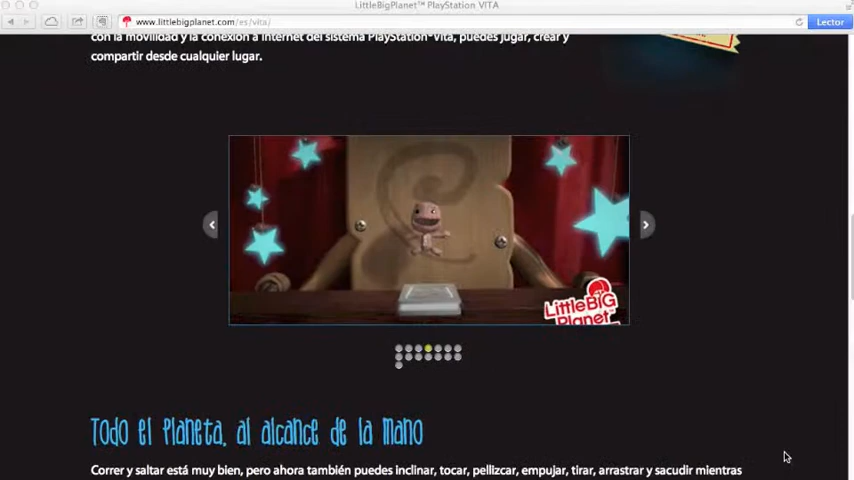 LittleBigPlanet™ PlayStation VITA
www.littlebigplanet.com/es/vita/
Lector
con la movilidad y la conexión a Internet del sistema PlayStation®Vita, puedes jugar, crear y
compartir desde cualquier lugar.
LittleBIG
Planet™
Todo el planeta, al alcance de la mano
Correr y saltar está muy bien, pero ahora también puedes inclinar, tocar, pellizcar, empujar, tirar, arrastrar y sacudir mientras